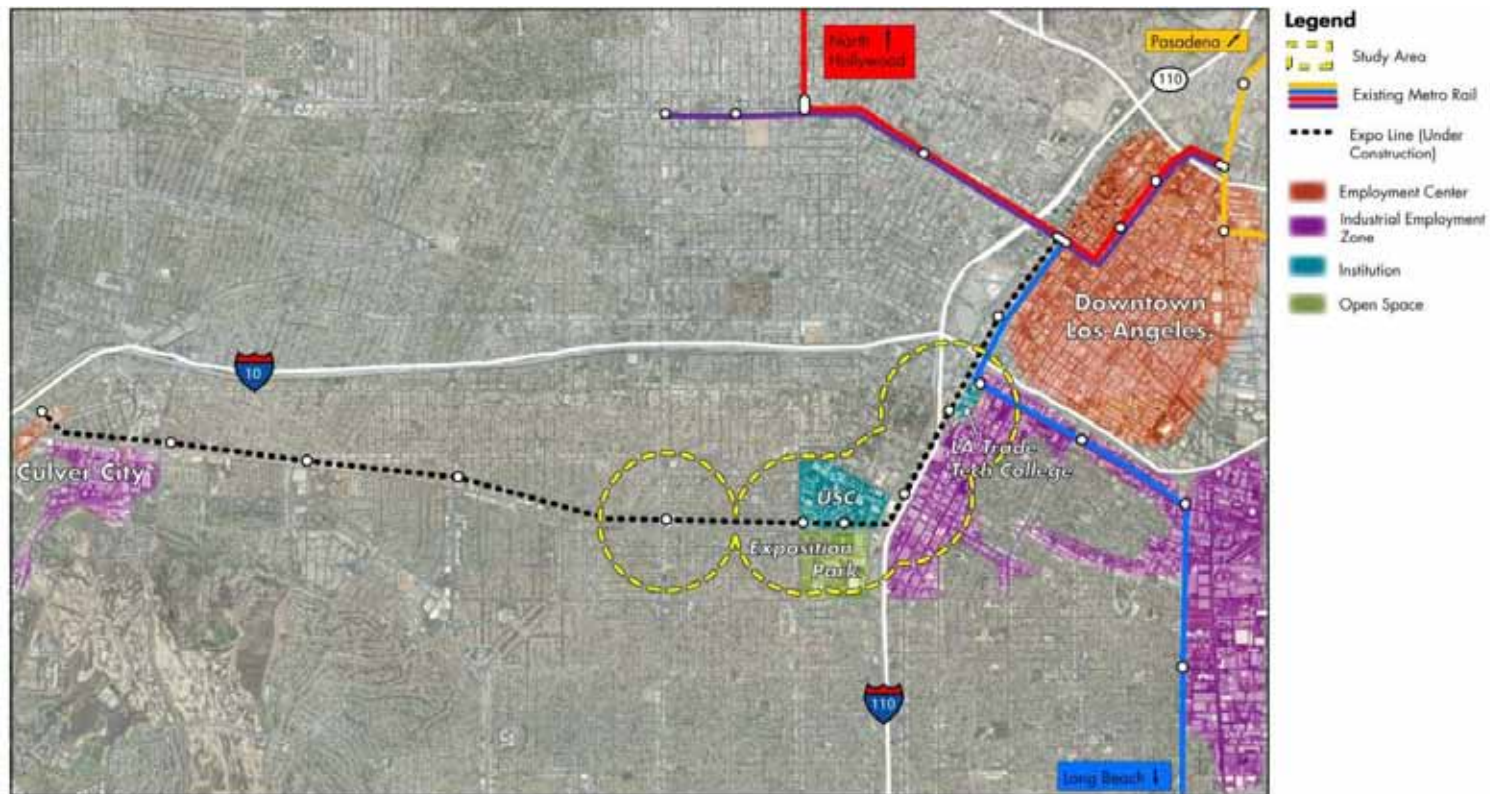 North ↑
Hollywood
Pasadena ↗
110
Downtown
Los Angeles
10
Culver City
LA Trade
Tech College
USC
Exposition
Park
110
Long Beach ↓
Legend
Study Area
Existing Metro Rail
Expo Line (Under
Construction)
Employment Center
Industrial Employment
Zone
Institution
Open Space